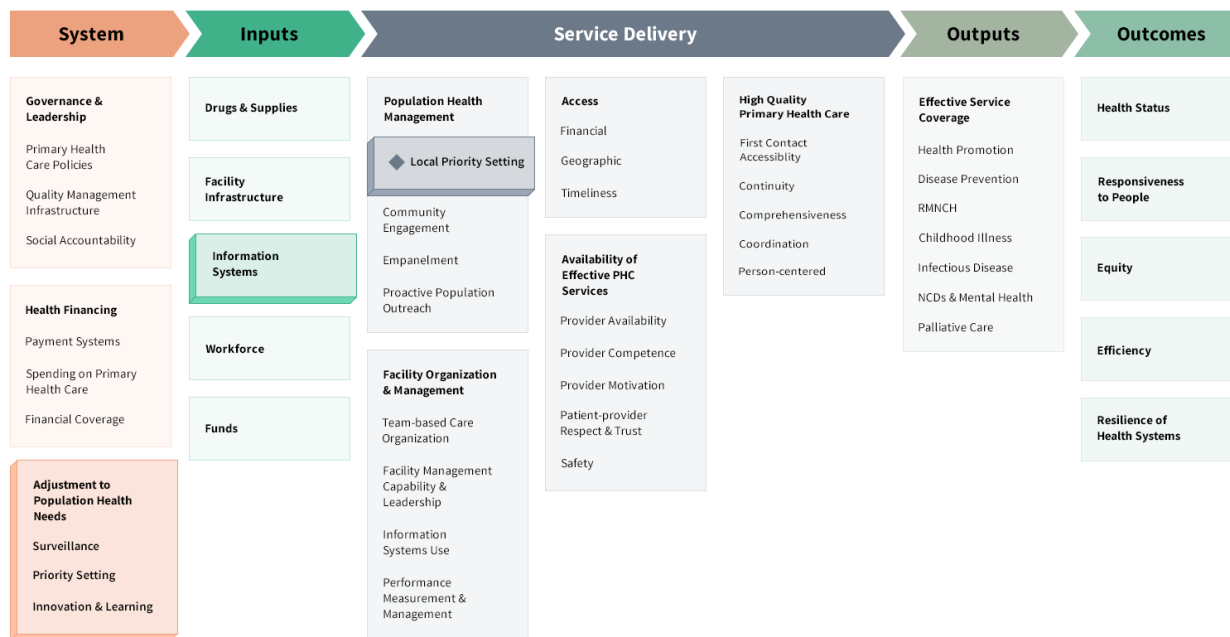 System
Inputs
Service Delivery
Outputs
Outcomes
Governance &
Leadership
Primary Health
Care Policies
Quality Management
Infrastructure
Social Accountability
Health Financing
Payment Systems
Spending on Primary
Health Care
Financial Coverage
Adjustment to
Population Health
Needs
Surveillance
Priority Setting
Innovation & Learning
Drugs & Supplies
Facility
Infrastructure
Information
Systems
Workforce
Funds
Population Health
Management
Local Priority Setting
Community
Engagement
Empanelment
Proactive Population
Outreach
Facility Organization
& Management
Team-based Care
Organization
Facility Management
Capability &
Leadership
Information
Systems Use
Performance
Measurement &
Management
Access
Financial
Geographic
Timeliness
Availability of
Effective PHC
Services
Provider Availability
Provider Competence
Provider Motivation
Patient-provider
Respect & Trust
Safety
High Quality
Primary Health Care
First Contact
Accessiblity
Continuity
Comprehensiveness
Coordination
Person-centered
Effective Service
Coverage
Health Promotion
Disease Prevention
RMNCH
Childhood Illness
Infectious Disease
NCDs & Mental Health
Palliative Care
Health Status
Responsiveness
to People
Equity
Efficiency
Resilience of
Health Systems